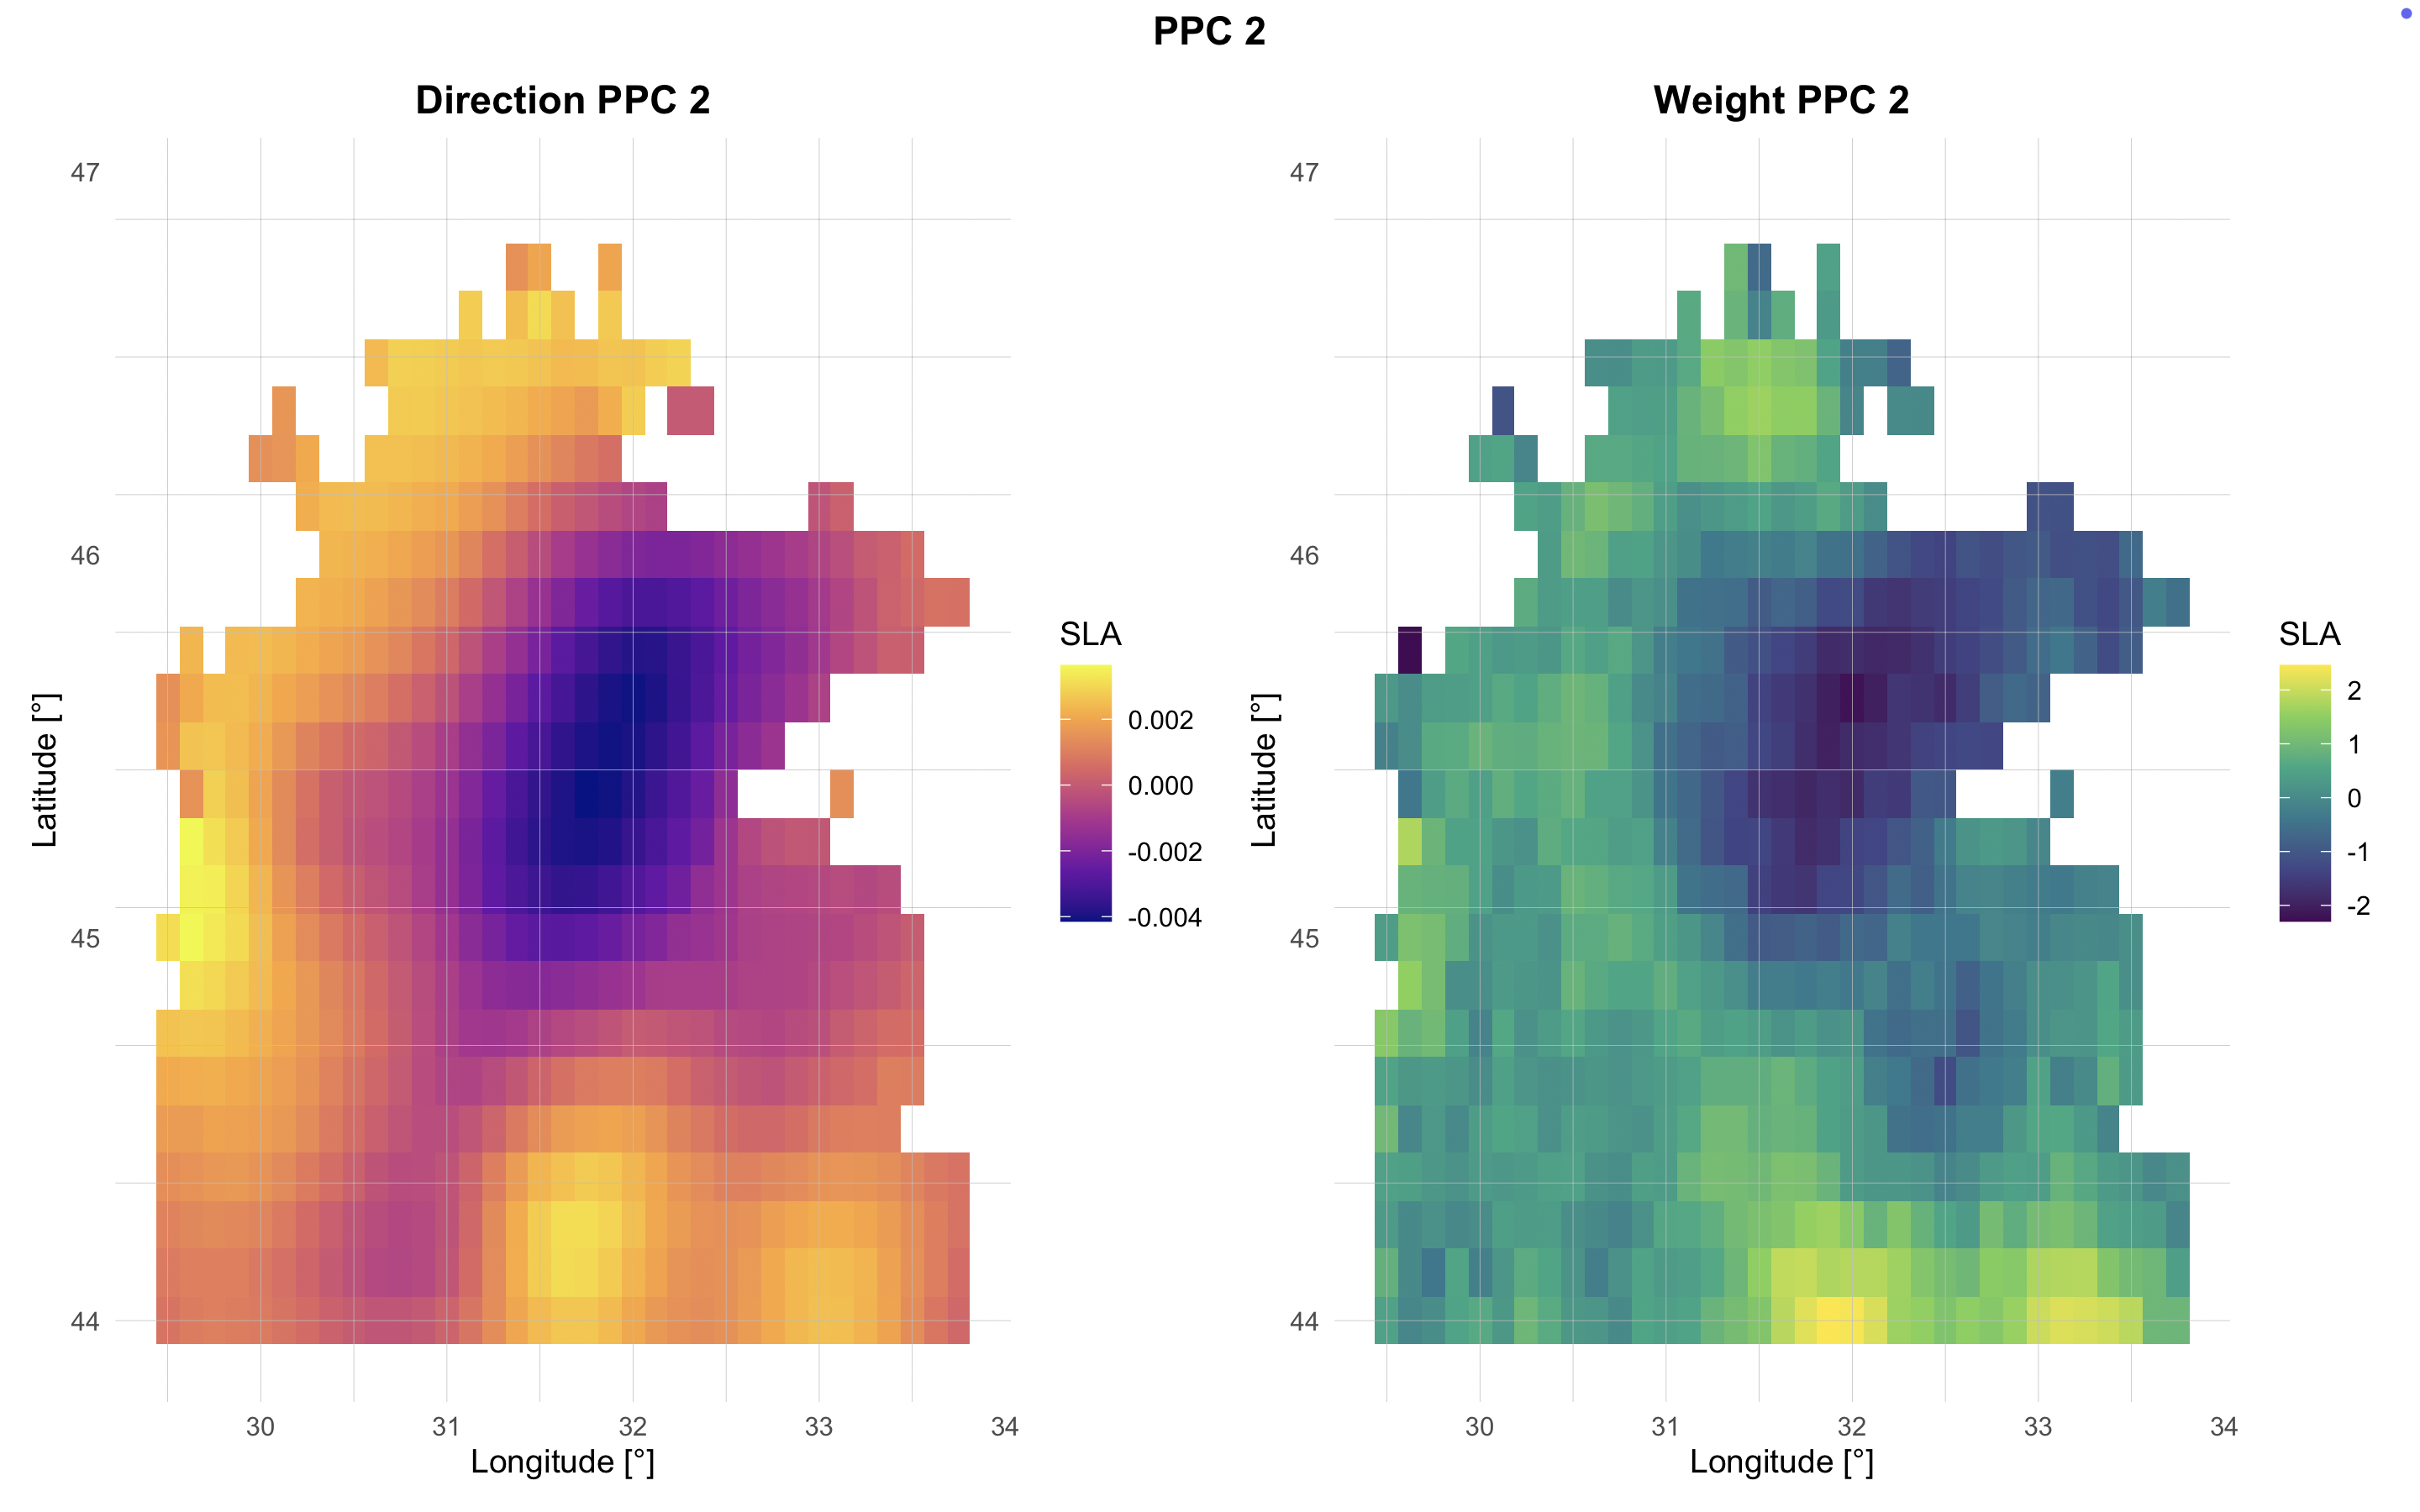 PPC 2
Direction PPC 2
47
46
45
44
Latitude [°]
30 31 32 33 34
Longitude [°]
SLA
0.002
0.000
-0.002
-0.004
Weight PPC 2
47
46
45
44
Latitude [°]
30 31 32 33 34
Longitude [°]
SLA
2
1
0
-1
-2